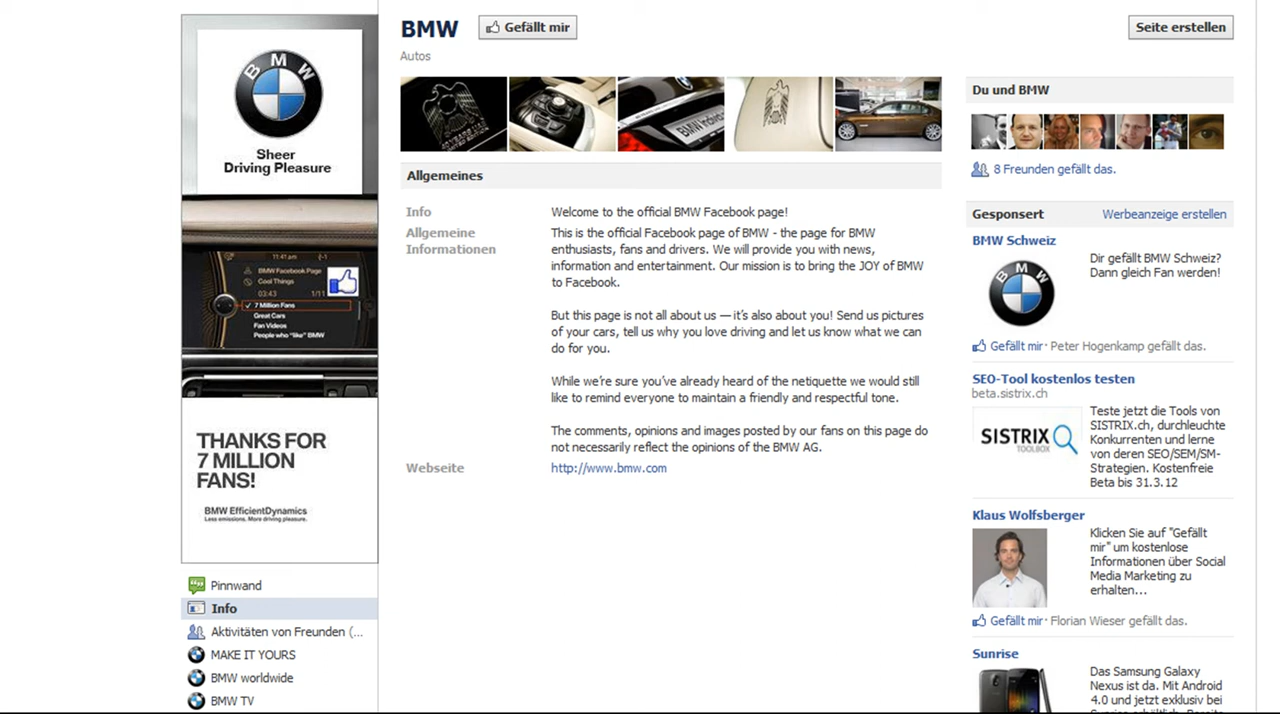 BMW
Gefällt mir
Seite erstellen
Autos
BMW
Sheer
Driving Pleasure
11:41 am
BMW Facebook Page
Cool Things
03:43 1/11
7 Million Fans
Great Cars
Fan Videos
People who "like" BMW
THANKS FOR
7 MILLION
FANS!
BMW EfficientDynamics
Less emissions. More driving pleasure.
Pinnwand
Info
Aktivitäten von Freunden (...
MAKE IT YOURS
BMW worldwide
BMW TV
BMW Indivi
Allgemeines
Info
Welcome to the official BMW Facebook page!
Allgemeine
Informationen
This is the official Facebook page of BMW - the page for BMW
enthusiasts, fans and drivers. We will provide you with news,
information and entertainment. Our mission is to bring the JOY of BMW
to Facebook.
But this page is not all about us — it's also about you! Send us pictures
of your cars, tell us why you love driving and let us know what we can
do for you.
While we're sure you've already heard of the netiquette we would still
like to remind everyone to maintain a friendly and respectful tone.
The comments, opinions and images posted by our fans on this page do
not necessarily reflect the opinions of the BMW AG.
Webseite
http://www.bmw.com
Du und BMW
8 Freunden gefällt das.
Gesponsert
Werbeanzeige erstellen
BMW Schweiz
BMW
Dir gefällt BMW Schweiz?
Dann gleich Fan werden!
Gefällt mir · Peter Hogenkamp gefällt das.
SEO-Tool kostenlos testen
beta.sistrix.ch
SISTRIX
TOOLBOX
Teste jetzt die Tools von
SISTRIX.ch, durchleuchte
Konkurrenten und lerne
von deren SEO/SEM/SM-
Strategien. Kostenfreie
Beta bis 31.3.12
Klaus Wolfsberger
Klicken Sie auf "Gefällt
mir" um kostenlose
Informationen über Social
Media Marketing zu
erhalten...
Gefällt mir · Florian Wieser gefällt das.
Sunrise
Das Samsung Galaxy
Nexus ist da. Mit Android
4.0 und jetzt exklusiv bei